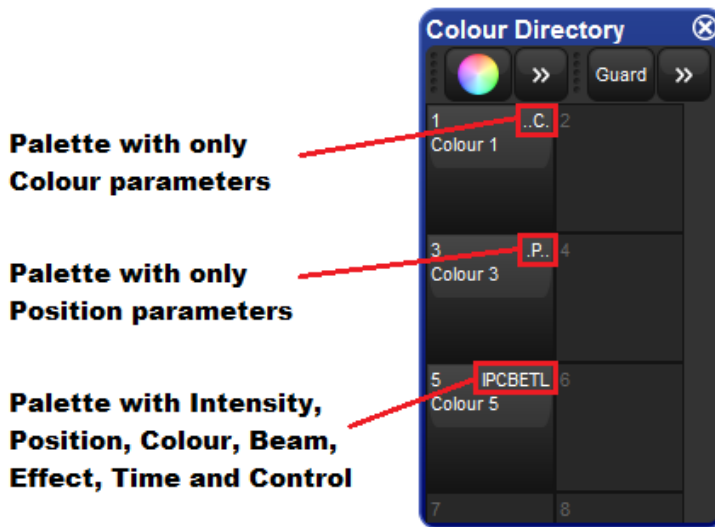 Colour Directory
Guard
Palette with only
Colour parameters
1 ..C. 2
Colour 1
Palette with only
Position parameters
3 .P.. 4
Colour 3
Palette with Intensity,
Position, Colour, Beam,
Effect, Time and Control
5 IPCBETL 6
Colour 5
7 8